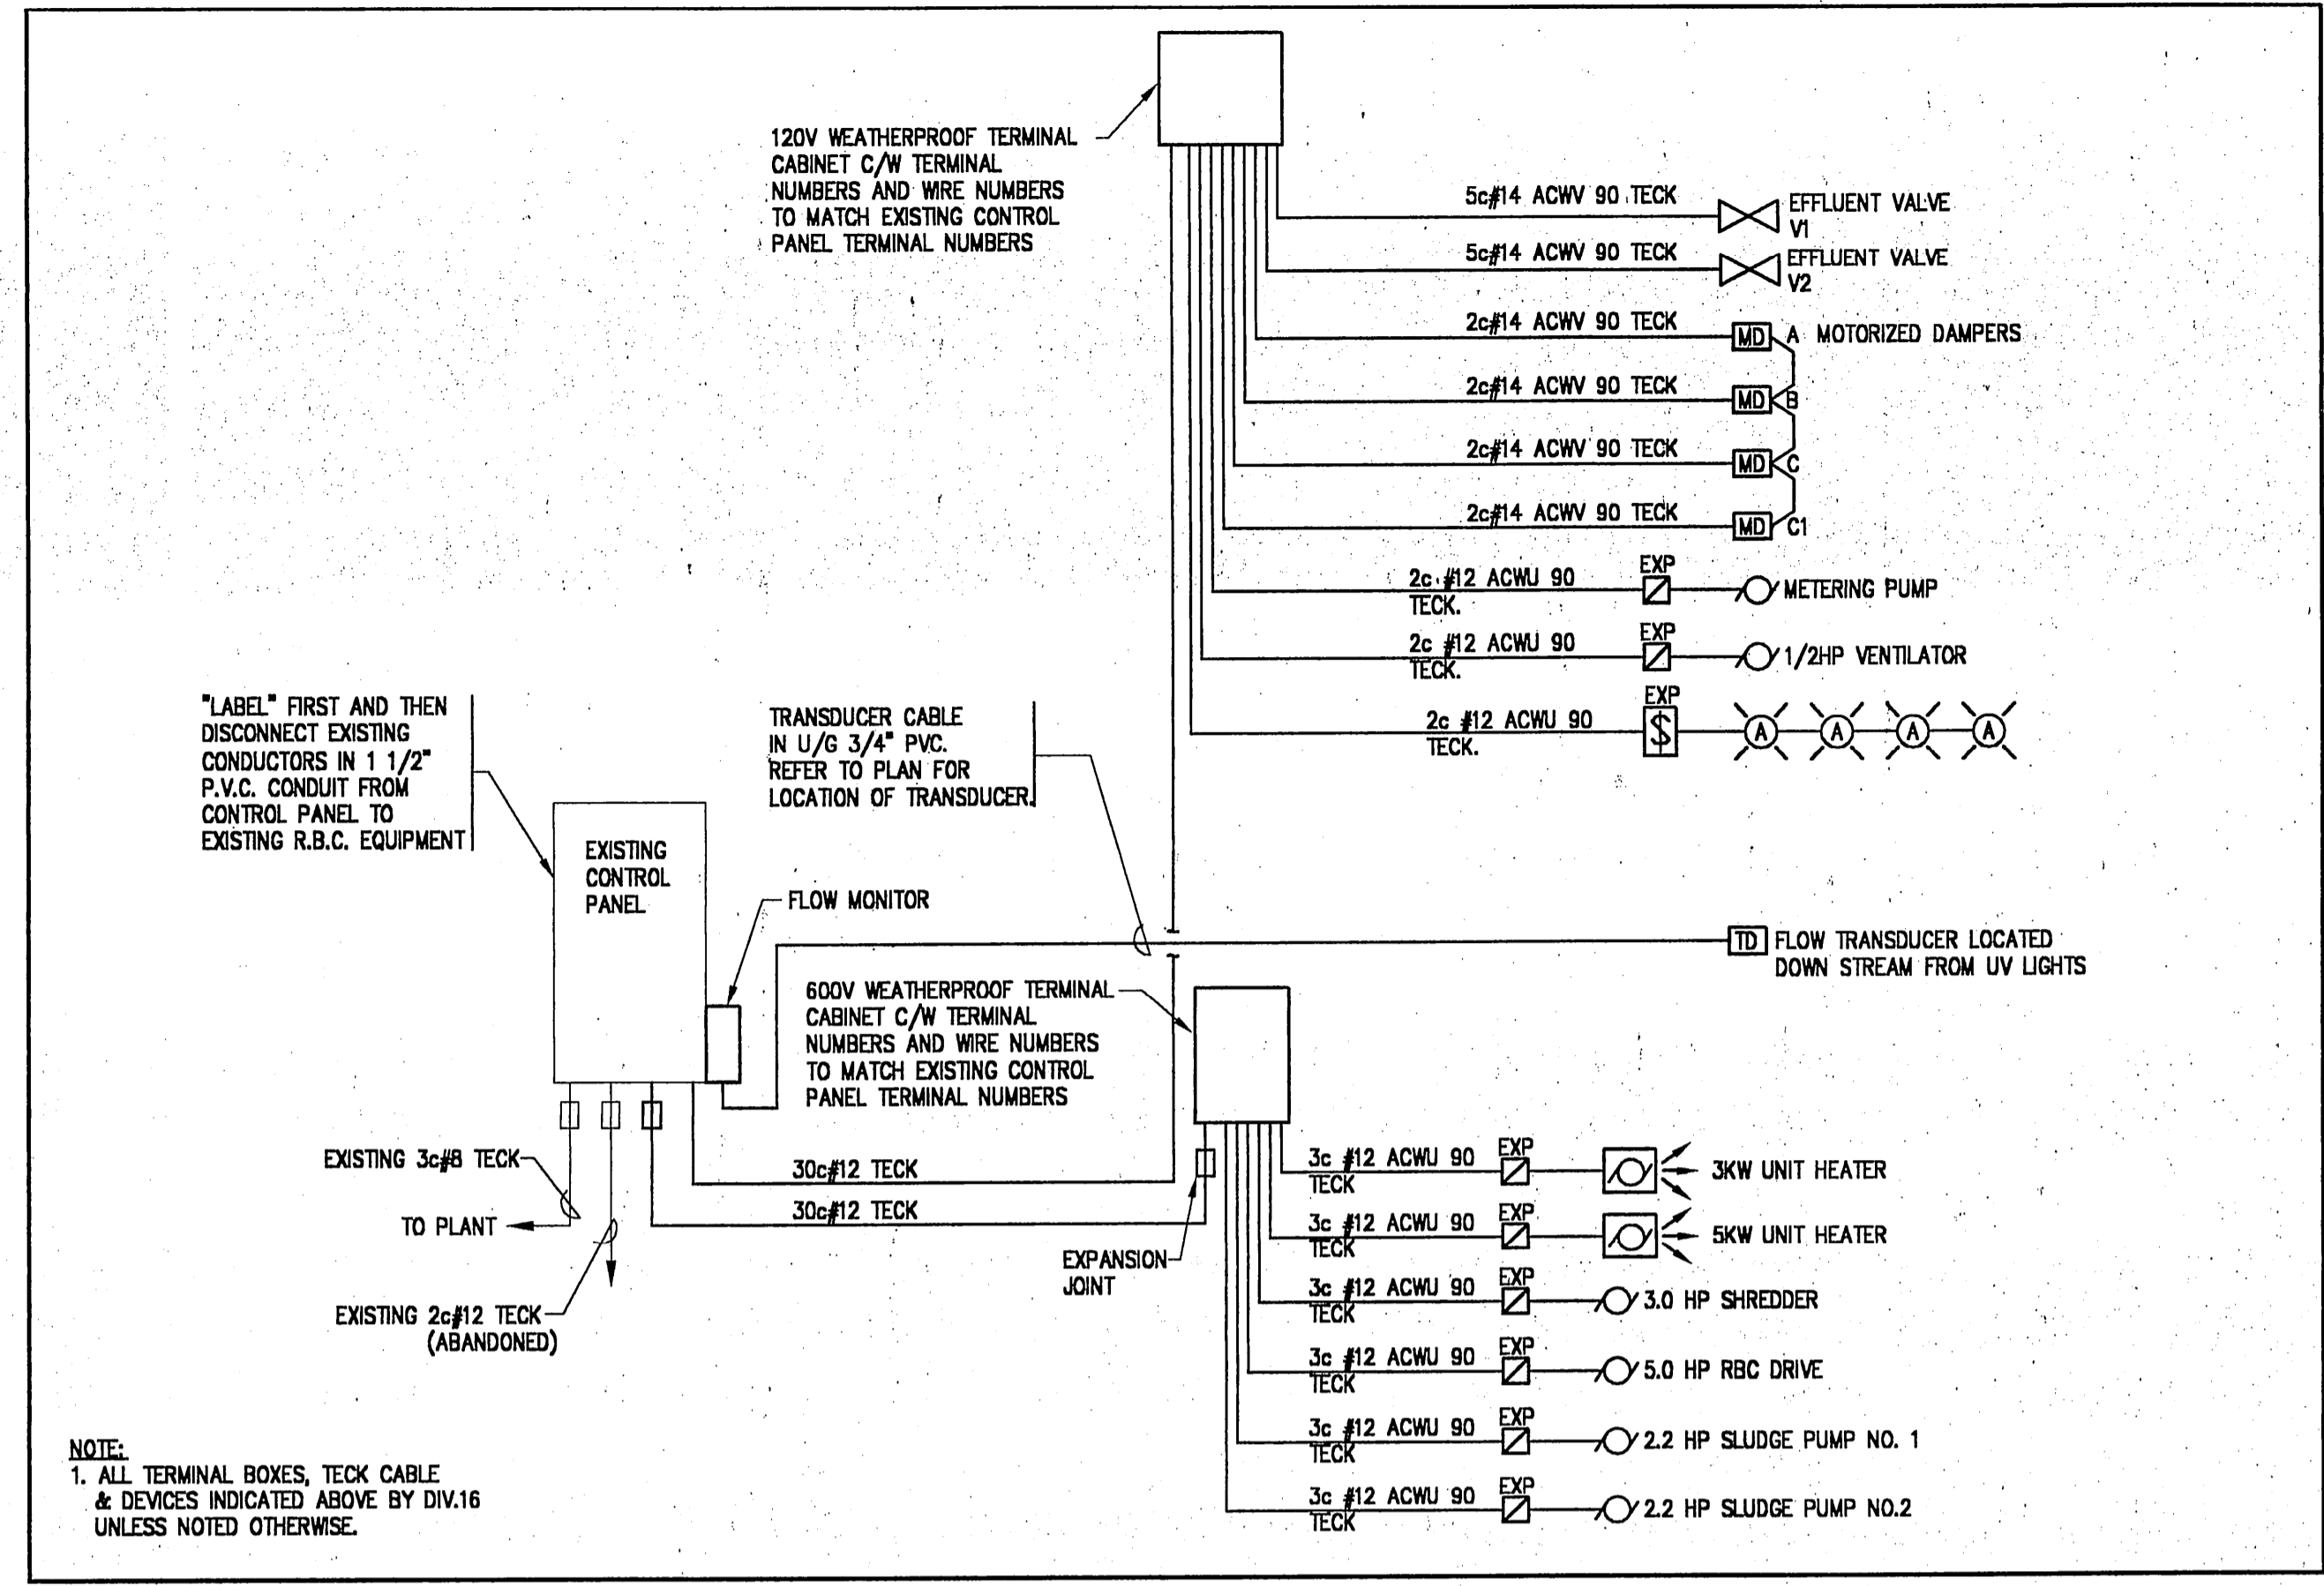 120V WEATHERPROOF TERMINAL
CABINET C/W TERMINAL
NUMBERS AND WIRE NUMBERS
TO MATCH EXISTING CONTROL
PANEL TERMINAL NUMBERS
5c#14 ACWV 90 TECK
EFFLUENT VALVE
V1
5c#14 ACWV 90 TECK
EFFLUENT VALVE
V2
2c#14 ACWV 90 TECK
MD A MOTORIZED DAMPERS
2c#14 ACWV 90 TECK
MD B
2c#14 ACWV 90 TECK
MD C
2c#14 ACWV 90 TECK
MD C1
2c #12 ACWU 90
TECK.
EXP
METERING PUMP
2c #12 ACWU 90
TECK.
EXP
1/2HP VENTILATOR
2c #12 ACWU 90
TECK.
EXP
$
A A A A
"LABEL" FIRST AND THEN
DISCONNECT EXISTING
CONDUCTORS IN 1 1/2"
P.V.C. CONDUIT FROM
CONTROL PANEL TO
EXISTING R.B.C. EQUIPMENT
TRANSDUCER CABLE
IN U/G 3/4" PVC.
REFER TO PLAN FOR
LOCATION OF TRANSDUCER.
EXISTING
CONTROL
PANEL
FLOW MONITOR
TD FLOW TRANSDUCER LOCATED
DOWN STREAM FROM UV LIGHTS
600V WEATHERPROOF TERMINAL
CABINET C/W TERMINAL
NUMBERS AND WIRE NUMBERS
TO MATCH EXISTING CONTROL
PANEL TERMINAL NUMBERS
EXISTING 3c#8 TECK
TO PLANT
EXISTING 2c#12 TECK
(ABANDONED)
30c#12 TECK
30c#12 TECK
EXPANSION
JOINT
3c #12 ACWU 90
TECK
EXP
3KW UNIT HEATER
3c #12 ACWU 90
TECK
EXP
5KW UNIT HEATER
3c #12 ACWU 90
TECK
EXP
3.0 HP SHREDDER
3c #12 ACWU 90
TECK
EXP
5.0 HP RBC DRIVE
3c #12 ACWU 90
TECK
EXP
2.2 HP SLUDGE PUMP NO. 1
3c #12 ACWU 90
TECK
EXP
2.2 HP SLUDGE PUMP NO.2
NOTE:
1. ALL TERMINAL BOXES, TECK CABLE
& DEVICES INDICATED ABOVE BY DIV.16
UNLESS NOTED OTHERWISE.